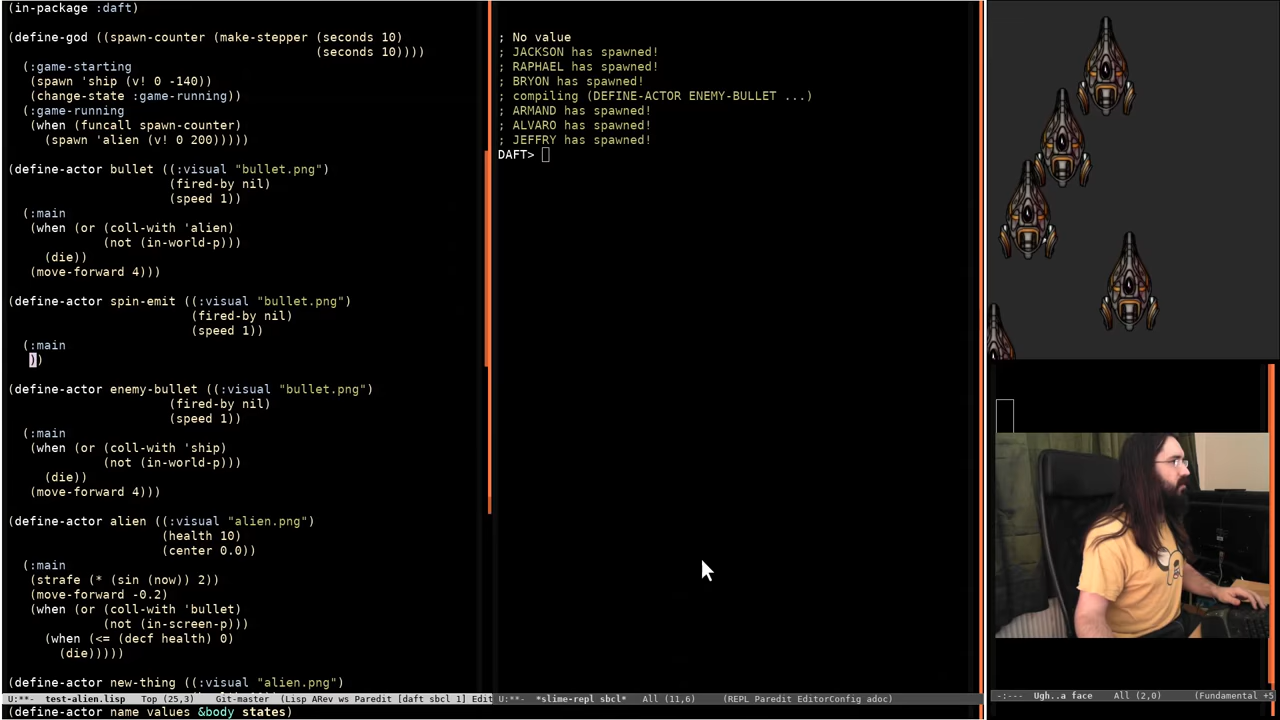 (in-package :daft)
(define-god ((spawn-counter (make-stepper (seconds 10)
(seconds 10))))
(:game-starting
(spawn 'ship (v! 0 -140))
(change-state :game-running))
(:game-running
(when (funcall spawn-counter)
(spawn 'alien (v! 0 200)))))
(define-actor bullet ((:visual "bullet.png")
(fired-by nil)
(speed 1))
(:main
(when (or (coll-with 'alien)
(not (in-world-p)))
(die))
(move-forward 4)))
(define-actor spin-emit ((:visual "bullet.png")
(fired-by nil)
(speed 1))
(:main
))
(define-actor enemy-bullet ((:visual "bullet.png")
(fired-by nil)
(speed 1))
(:main
(when (or (coll-with 'ship)
(not (in-world-p)))
(die))
(move-forward 4)))
(define-actor alien ((:visual "alien.png")
(health 10)
(center 0.0))
(:main
(strafe (* (sin (now)) 2))
(move-forward -0.2)
(when (or (coll-with 'bullet)
(not (in-screen-p)))
(when (<= (decf health) 0)
(die)))))
(define-actor new-thing ((:visual "alien.png")
U:**- test-alien.lisp Top (25,3) Git-master (Lisp ARev ws Paredit [daft sbcl 1] Edit
(define-actor name values &body states)
; No value
; JACKSON has spawned!
; RAPHAEL has spawned!
; BRYON has spawned!
; compiling (DEFINE-ACTOR ENEMY-BULLET ...)
; ARMAND has spawned!
; ALVARO has spawned!
; JEFFRY has spawned!
DAFT>
U:**- *slime-repl sbcl* All (11,6) (REPL Paredit EditorConfig adoc)
-:--- Ugh..a face All (2,0) (Fundamental +5